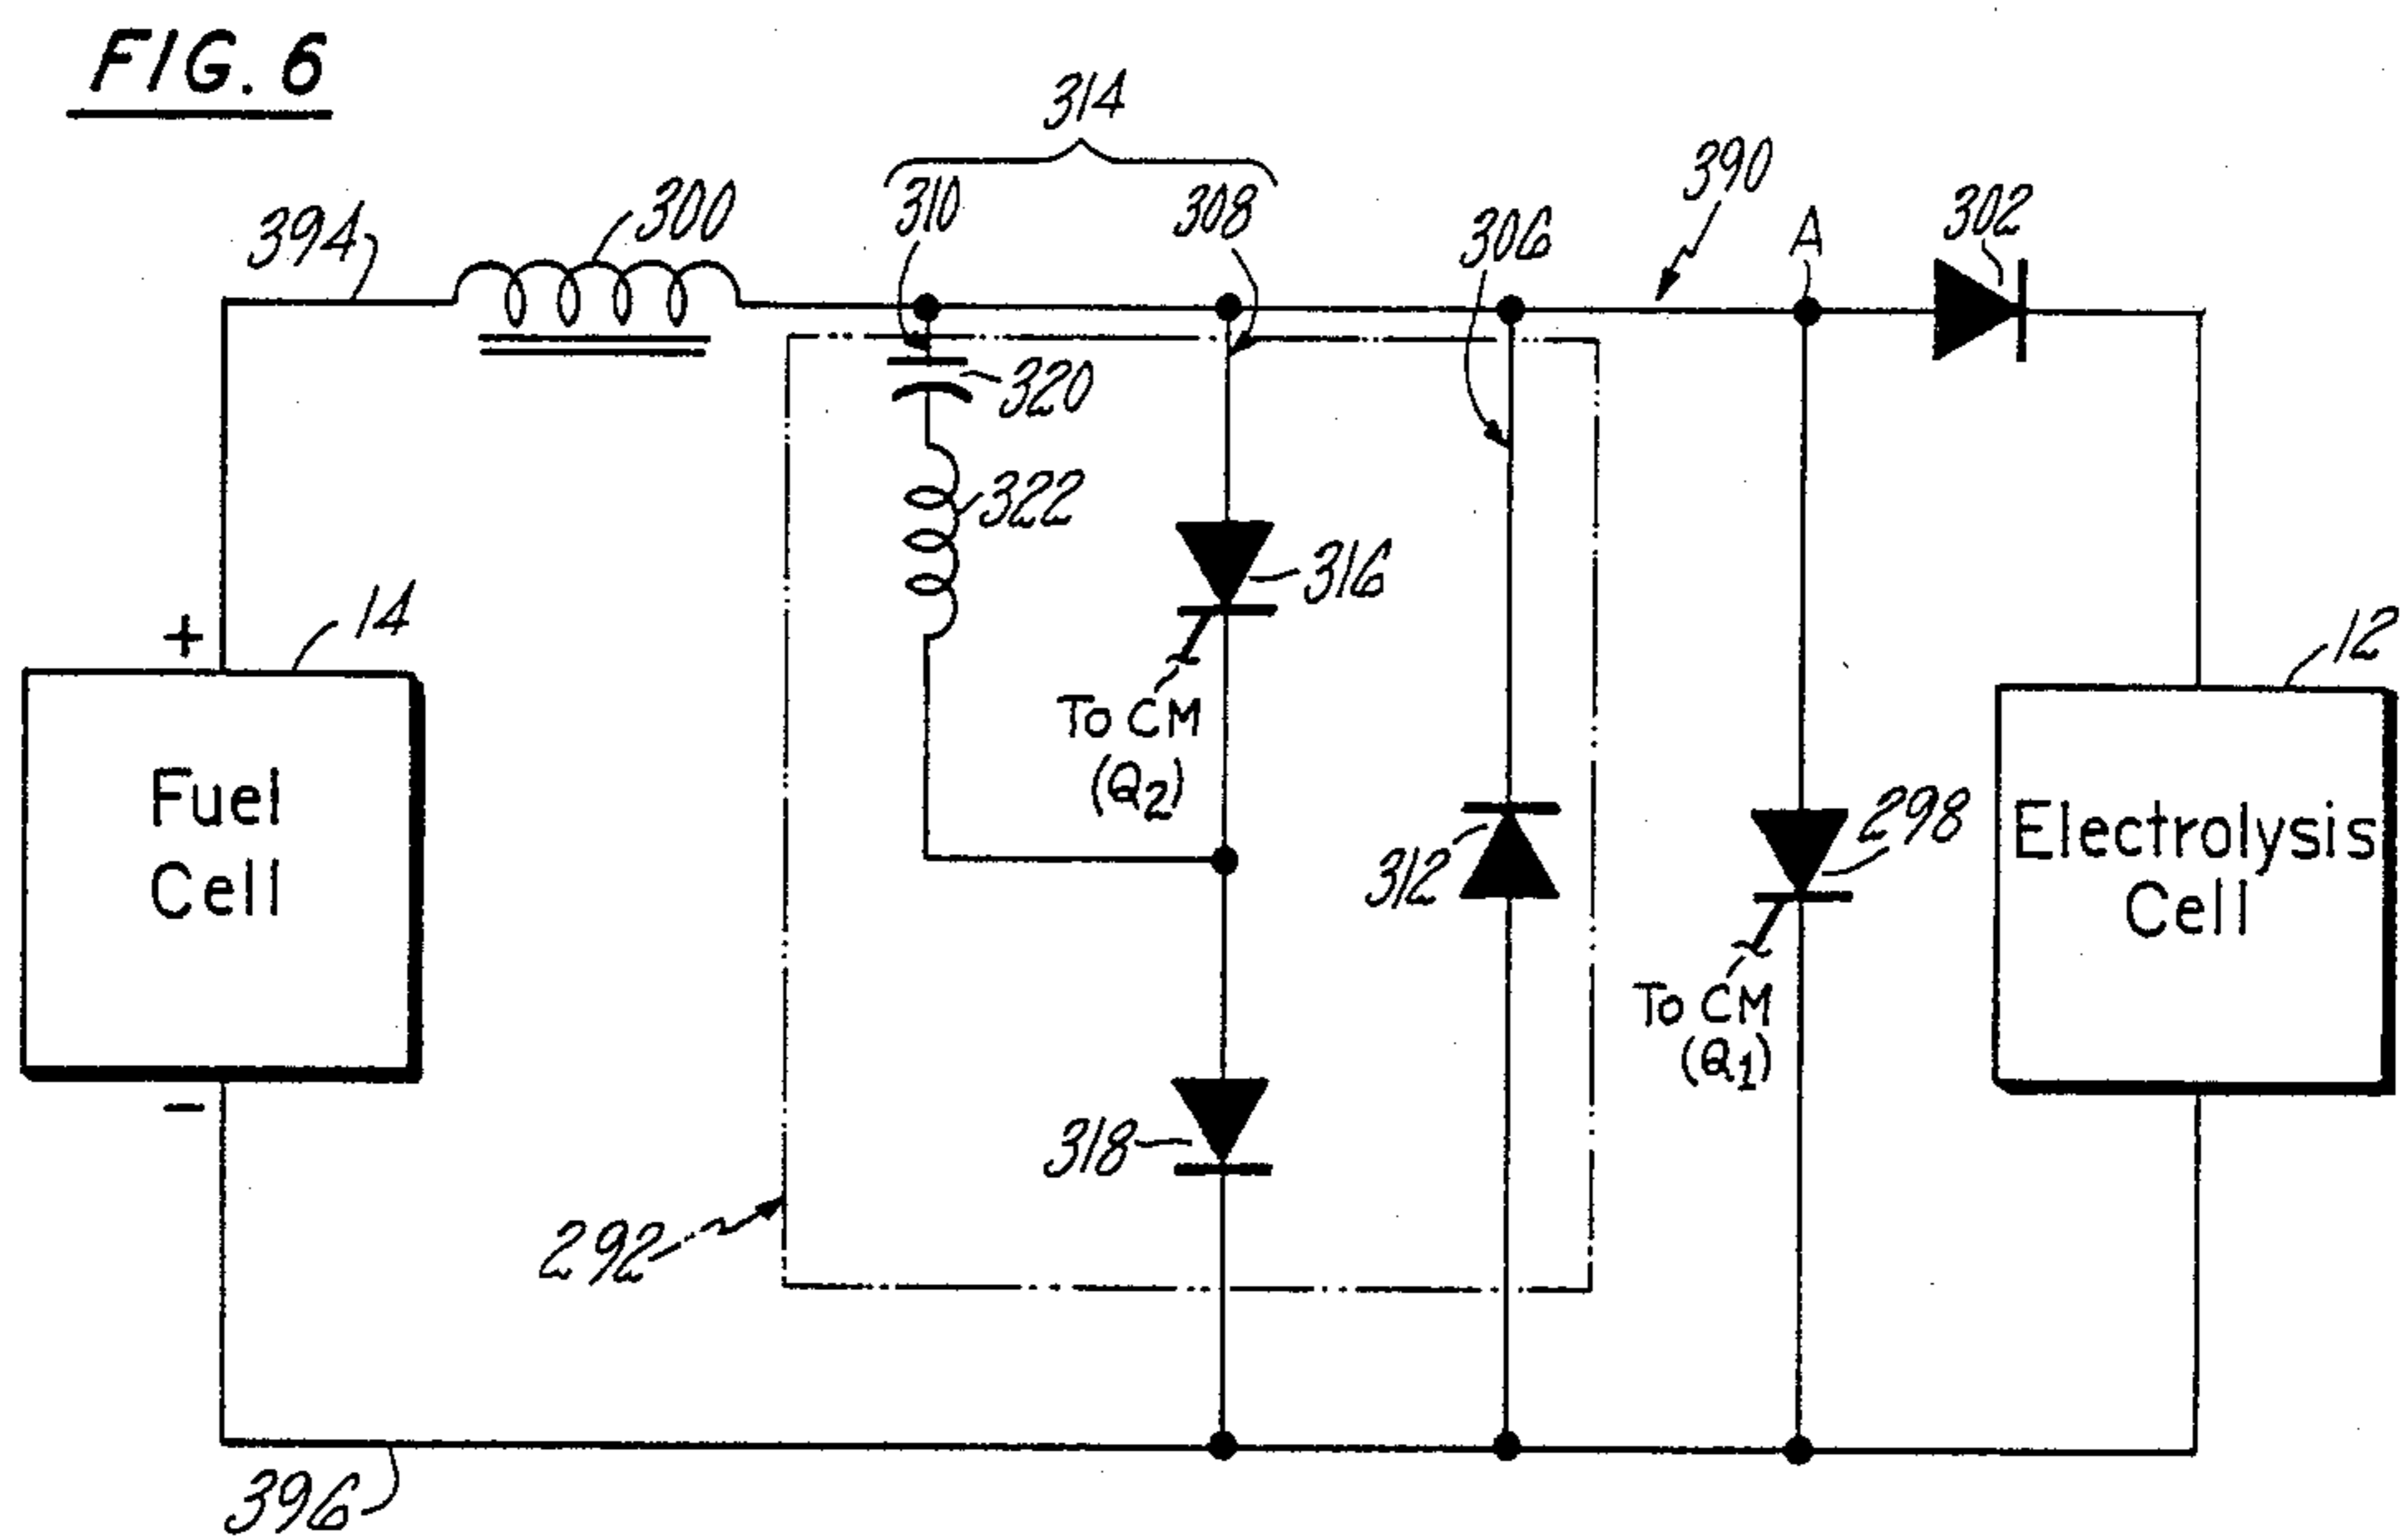 FIG. 6
314
310
308
306
390
A
302
394
300
320
322
316
To CM
(Q2)
+
14
Fuel
Cell
−
12
Electrolysis
Cell
312
298
To CM
(Q1)
318
292
396